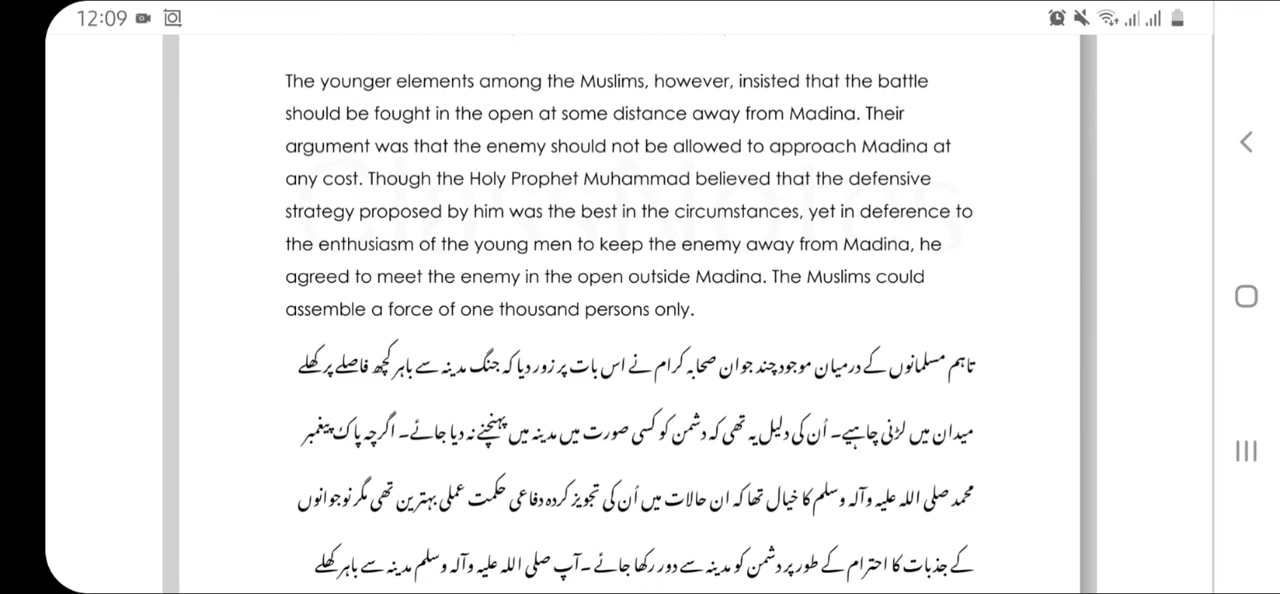 12:09
The younger elements among the Muslims, however, insisted that the battle
should be fought in the open at some distance away from Madina. Their
argument was that the enemy should not be allowed to approach Madina at
any cost. Though the Holy Prophet Muhammad believed that the defensive
strategy proposed by him was the best in the circumstances, yet in deference to
the enthusiasm of the young men to keep the enemy away from Madina, he
agreed to meet the enemy in the open outside Madina. The Muslims could
assemble a force of one thousand persons only.
تاہم مسلمانوں کے درمیان موجود چند جوان صحابہ کرام نے اس بات پر زور دیا کہ جنگ مدینہ سے باہر کچھ فاصلے پر کھلے
میدان میں لڑنی چاہیے۔ اُن کی دلیل یہ تھی کہ دشمن کو کسی صورت میں مدینہ میں پہنچنے نہ دیا جائے۔ اگرچہ پاک پیغمبر
محمد صلی اللہ علیہ وآلہ وسلم کا خیال تھا کہ ان حالات میں اُن کی تجویز کردہ دفاعی حکمت عملی بہترین تھی مگر نوجوانوں
کے جذبات کا احترام کے طور پر دشمن کو مدینہ سے دور رکھا جائے۔ آپ صلی اللہ علیہ وآلہ وسلم مدینہ سے باہر کھلے